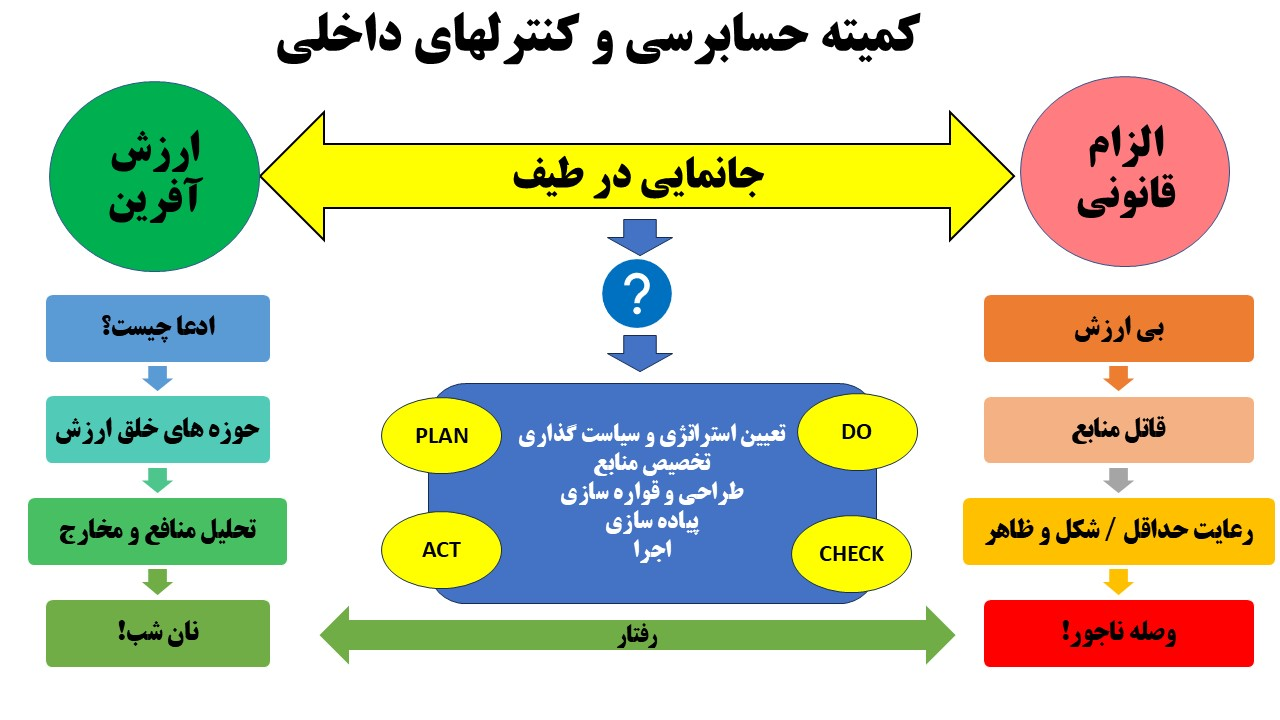 کمیته حسابرسی و کنترلهای داخلی
الزام
قانونی
جانمایی در طیف
ارزش
آفرین
?
بی ارزش
قاتل منابع
رعایت حداقل / شکل و ظاهر
وصله ناجور!
PLAN
DO
تعیین استراتژی و سیاست گذاری
تخصیص منابع
طراحی و قواره سازی
پیاده سازی
اجرا
ACT
CHECK
رفتار
ادعا چیست؟
حوزه های خلق ارزش
تحلیل منافع و مخارج
نان شب!